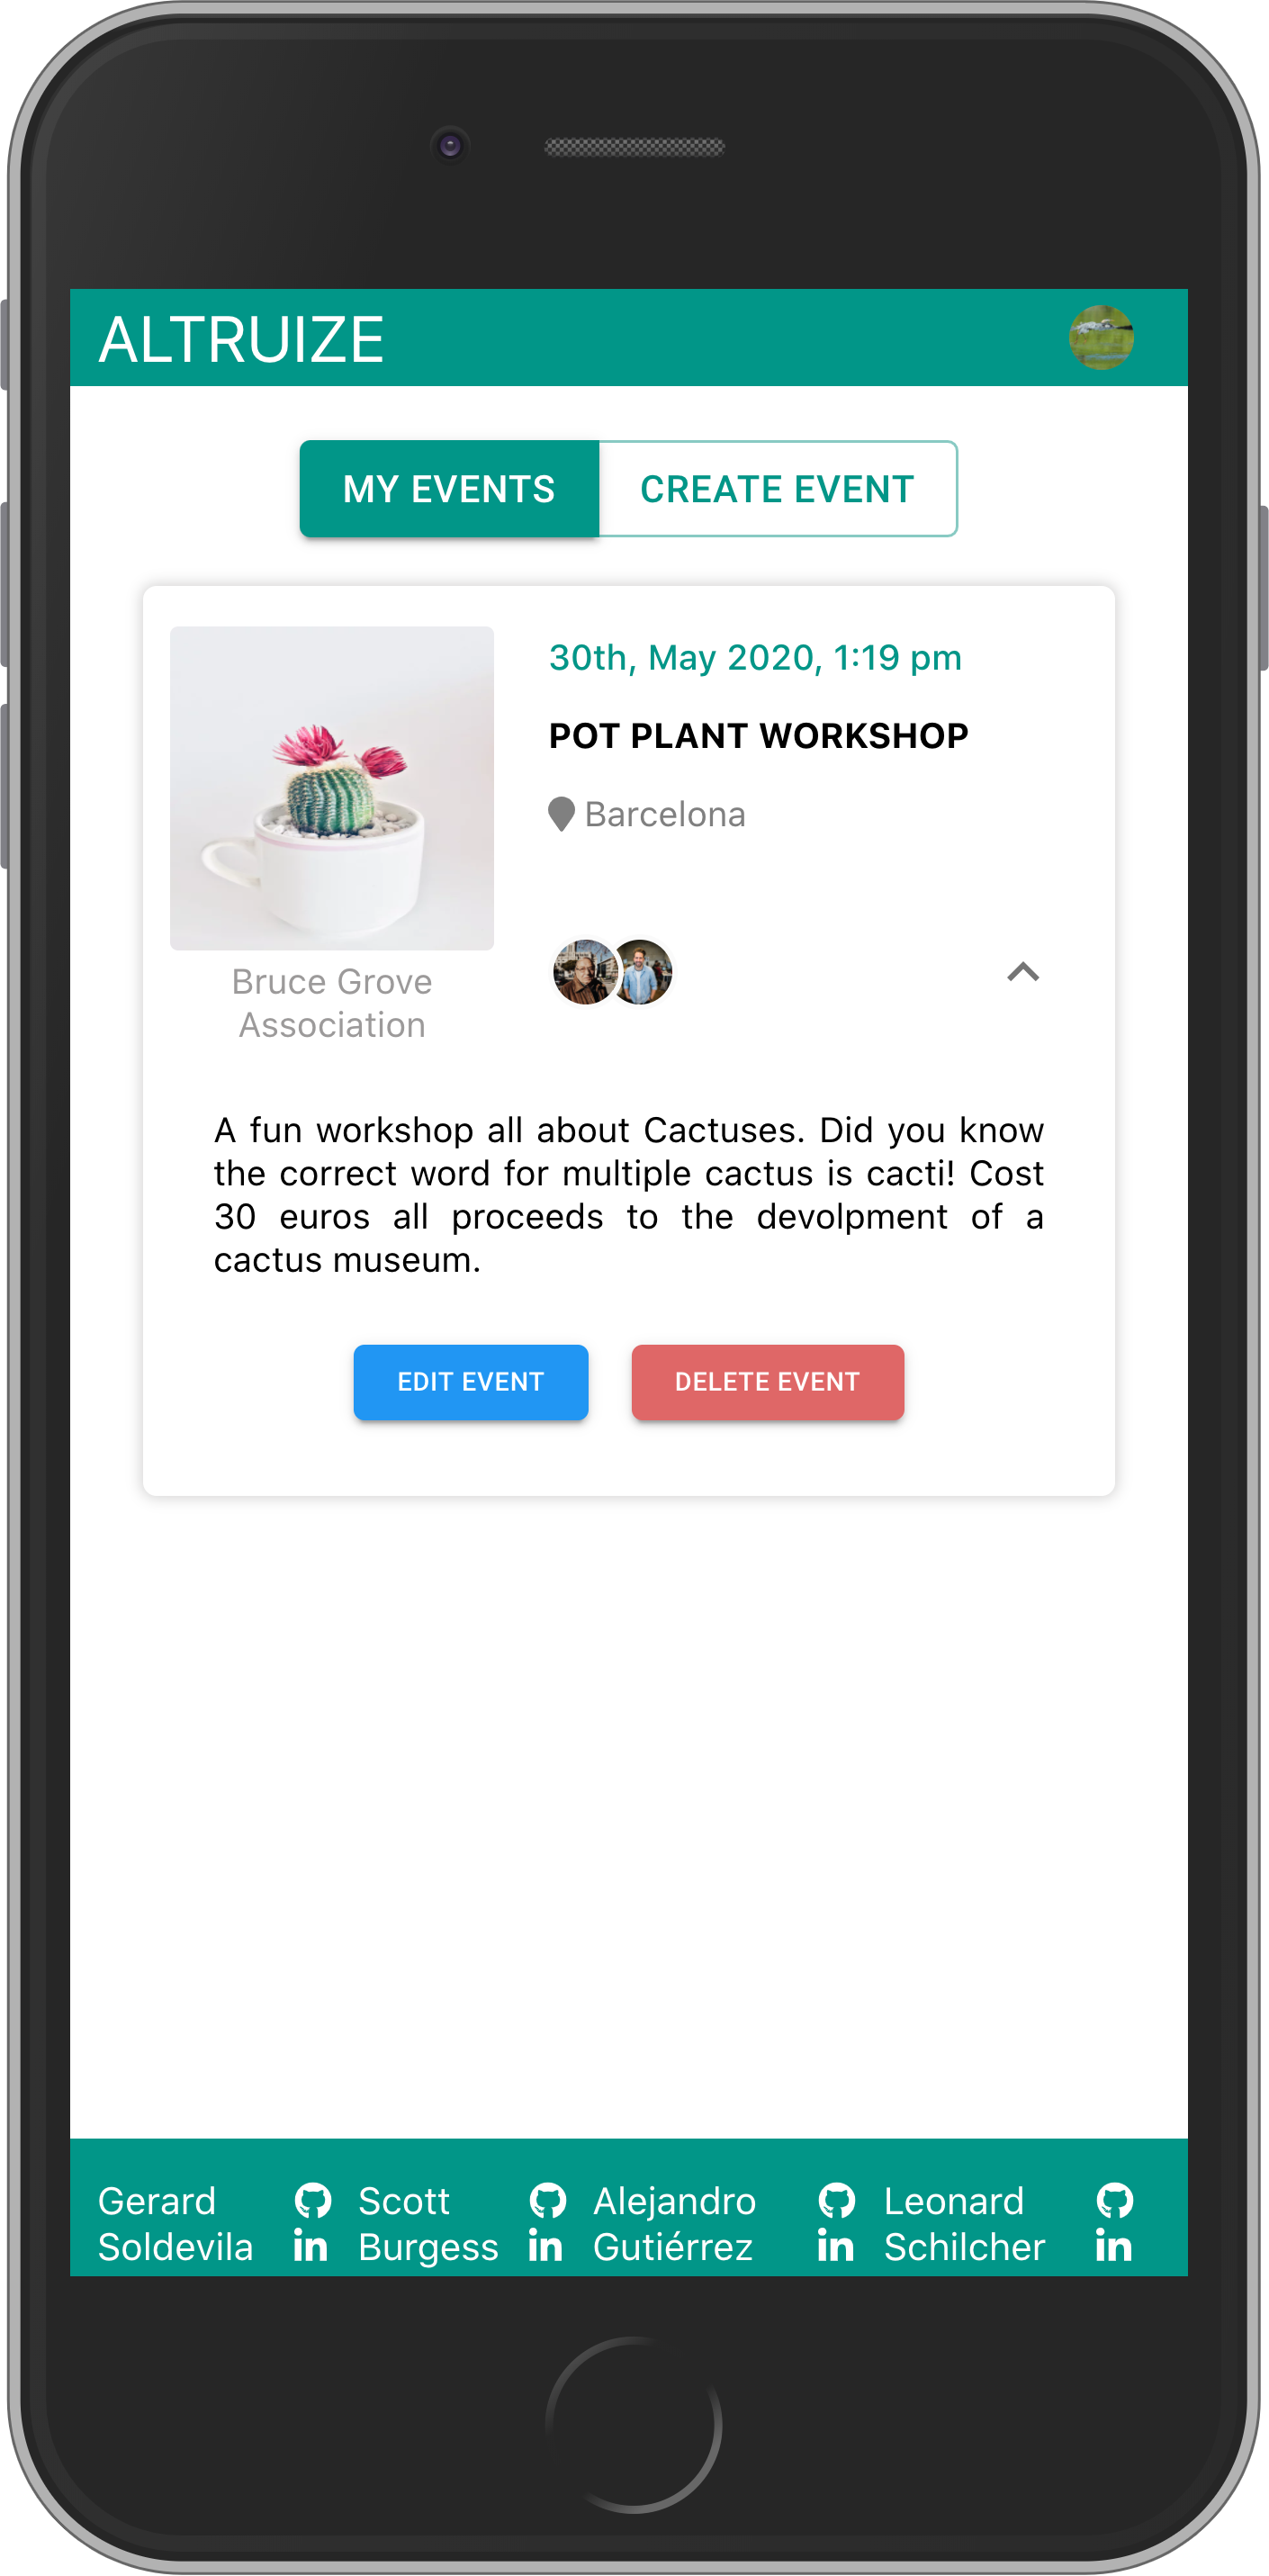 ALTRUIZE
MY EVENTS
CREATE EVENT
30th, May 2020, 1:19 pm
POT PLANT WORKSHOP
Barcelona
Bruce Grove
Association
A fun workshop all about Cactuses. Did you know
the correct word for multiple cactus is cacti! Cost
30 euros all proceeds to the devolpment of a
cactus museum.
EDIT EVENT
DELETE EVENT
Gerard
Soldevila
in
Scott
Burgess
in
Alejandro
Gutiérrez
in
Leonard
Schilcher
in